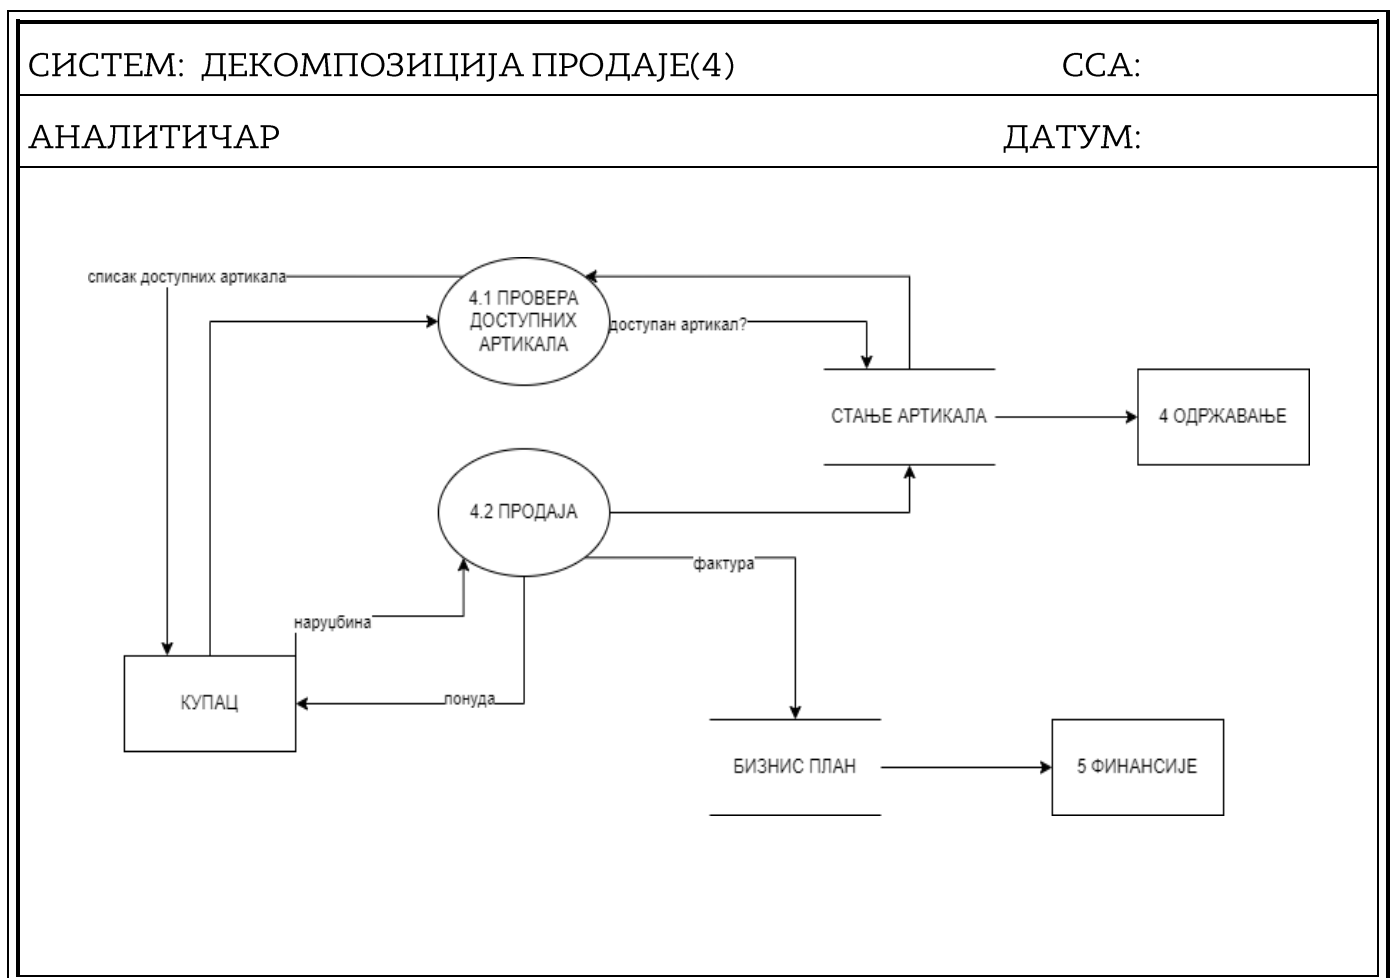 СИСТЕМ: ДЕКОМПОЗИЦИЈА ПРОДАЈЕ(4) ССА:
АНАЛИТИЧАР ДАТУМ:
списак доступних артикала
4.1 ПРОВЕРА
ДОСТУПНИХ
АРТИКАЛА
доступан артикал?
СТАЊЕ АРТИКАЛА
4 ОДРЖАВАЊЕ
4.2 ПРОДАЈА
фактура
наруџбина
КУПАЦ
понуда
БИЗНИС ПЛАН
5 ФИНАНСИЈЕ